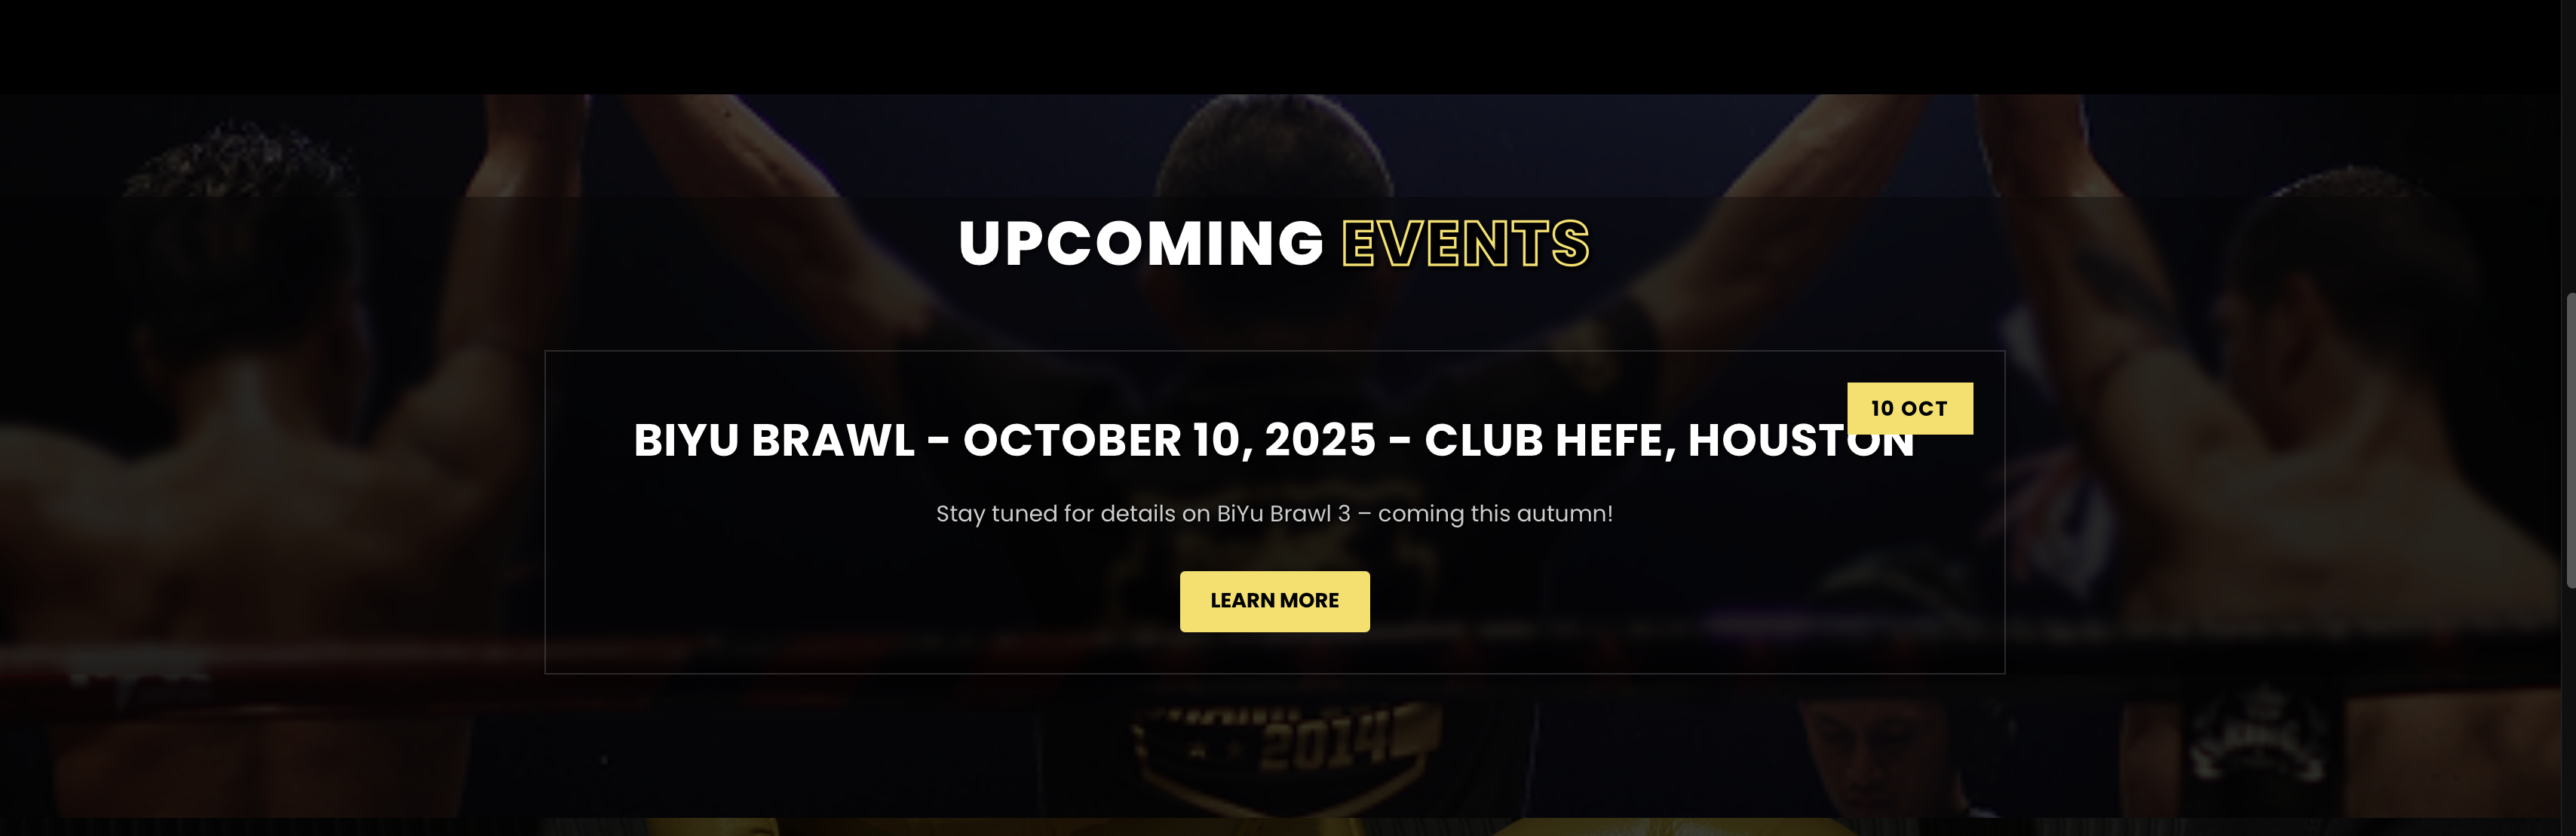 UPCOMING EVENTS
10 OCT
BIYU BRAWL - OCTOBER 10, 2025 - CLUB HEFE, HOUSTON
Stay tuned for details on BiYu Brawl 3 – coming this autumn!
LEARN MORE
2014